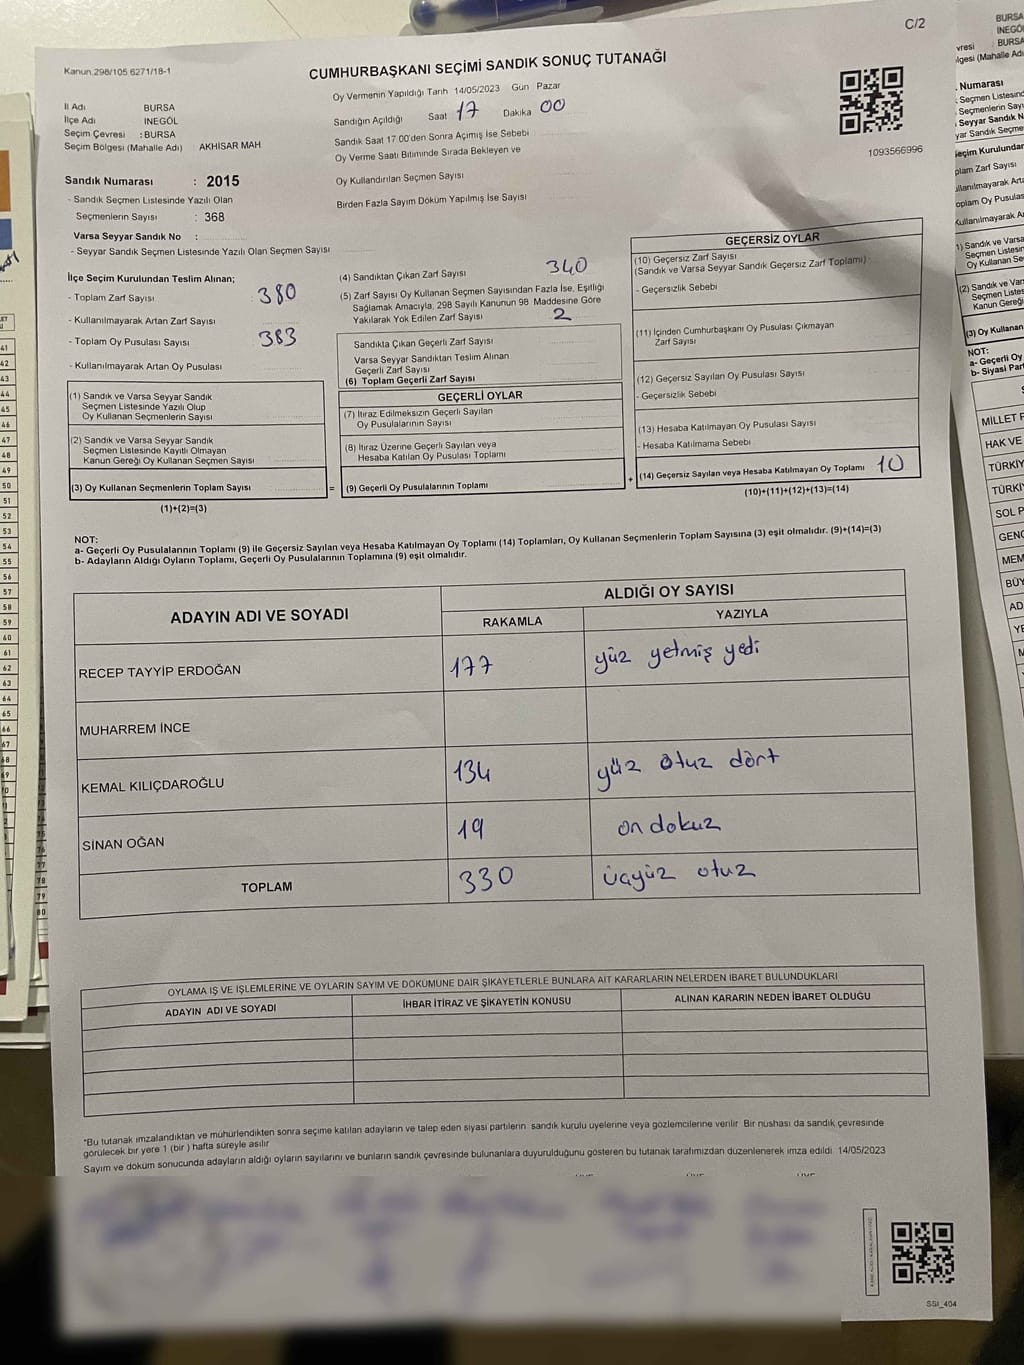 C/2
Kanun 298/105 6271/18-1
CUMHURBAŞKANI SEÇİMİ SANDIK SONUÇ TUTANAĞI
Oy Vermenin Yapıldığı Tarih 14/05/2023 Gün Pazar
İl Adı BURSA
İlçe Adı İNEGÖL
Seçim Çevresi : BURSA
Seçim Bölgesi (Mahalle Adı) AKHİSAR MAH
Sandığın Açıldığı Saat 17 Dakika 00
Sandık Saat 17.00'den Sonra Açımış İse Sebebi
Oy Verme Saati Bitiminde Sırada Bekleyen ve
Oy Kullandırılan Seçmen Sayısı
Birden Fazla Sayım Döküm Yapılmış İse Sayısı
1093566996
Sandık Numarası : 2015
- Sandık Seçmen Listesinde Yazılı Olan
Seçmenlerin Sayısı : 368
Varsa Seyyar Sandık No :
- Seyyar Sandık Seçmen Listesinde Yazılı Olan Seçmen Sayısı
İlçe Seçim Kurulundan Teslim Alınan;
- Toplam Zarf Sayısı 380
- Kullanılmayarak Artan Zarf Sayısı
- Toplam Oy Pusulası Sayısı 383
- Kullanılmayarak Artan Oy Pusulası
(1) Sandık ve Varsa Seyyar Sandık
Seçmen Listesinde Yazılı Olup
Oy Kullanan Seçmenlerin Sayısı
(2) Sandık ve Varsa Seyyar Sandık
Seçmen Listesinde Kayıtlı Olmayan
Kanun Gereği Oy Kullanan Seçmen Sayısı
(3) Oy Kullanan Seçmenlerin Toplam Sayısı
(1)+(2)=(3)
(4) Sandıktan Çıkan Zarf Sayısı 340
(5) Zarf Sayısı Oy Kullanan Seçmen Sayısından Fazla İse, Eşitliği
Sağlamak Amacıyla, 298 Sayılı Kanunun 98 Maddesine Göre
Yakılarak Yok Edilen Zarf Sayısı 2
Sandıkla Çıkan Geçerli Zarf Sayısı
Varsa Seyyar Sandıktan Teslim Alınan
Geçerli Zarf Sayısı
(6) Toplam Geçerli Zarf Sayısı
GEÇERLİ OYLAR
(7) İtiraz Edilmeksizin Geçerli Sayılan
Oy Pusulalarının Sayısı
(8) İtiraz Üzerine Geçerli Sayılan veya
Hesaba Katılan Oy Pusulası Toplamı
= (9) Geçerli Oy Pusulalarının Toplamı
GEÇERSİZ OYLAR
(10) Geçersiz Zarf Sayısı
(Sandık ve Varsa Seyyar Sandık Geçersiz Zarf Toplamı)
- Geçersizlik Sebebi
(11) İçinden Cumhurbaşkanı Oy Pusulası Çıkmayan
Zarf Sayısı
(12) Geçersiz Sayılan Oy Pusulası Sayısı
- Geçersizlik Sebebi
(13) Hesaba Katılmayan Oy Pusulası Sayısı
- Hesaba Katılmama Sebebi
+ (14) Geçersiz Sayılan veya Hesaba Katılmayan Oy Toplamı 10
(10)+(11)+(12)+(13)=(14)
NOT:
a- Geçerli Oy Pusulalarının Toplamı (9) ile Geçersiz Sayılan veya Hesaba Katılmayan Oy Toplamı (14) Toplamları, Oy Kullanan Seçmenlerin Toplam Sayısına (3) eşit olmalıdır. (9)+(14)=(3)
b- Adayların Aldığı Oyların Toplamı, Geçerli Oy Pusulalarının Toplamına (9) eşit olmalıdır.
ADAYIN ADI VE SOYADI
ALDIĞI OY SAYISI
RAKAMLA YAZIYLA
RECEP TAYYİP ERDOĞAN 177 yüz yetmiş yedi
MUHARREM İNCE
KEMAL KILIÇDAROĞLU 134 yüz otuz dört
SİNAN OĞAN 19 on dokuz
TOPLAM 330 üçyüz otuz
OYLAMA İŞ VE İŞLEMLERİNE VE OYLARIN SAYIM VE DÖKÜMÜNE DAİR ŞİKAYETLERLE BUNLARA AİT KARARLARIN NELERDEN İBARET BULUNDUKLARI
ADAYIN ADI VE SOYADI İHBAR İTİRAZ VE ŞİKAYETİN KONUSU ALINAN KARARIN NEDEN İBARET OLDUĞU
*Bu tutanak imzalandıktan ve mühürlendikten sonra seçime katılan adayların ve talep eden siyasi partilerin sandık kurulu üyelerine veya gözlemcilerine verilir Bir nüshası da sandık çevresinde
görülecek bir yere 1 (bir ) hafta süreyle asılır
Sayım ve döküm sonucunda adayların aldığı oyların sayılarını ve bunların sandık çevresinde bulunanlara duyurulduğunu gösteren bu tutanak tarafımızdan düzenlenerek imza edildi 14/05/2023
SSI_404